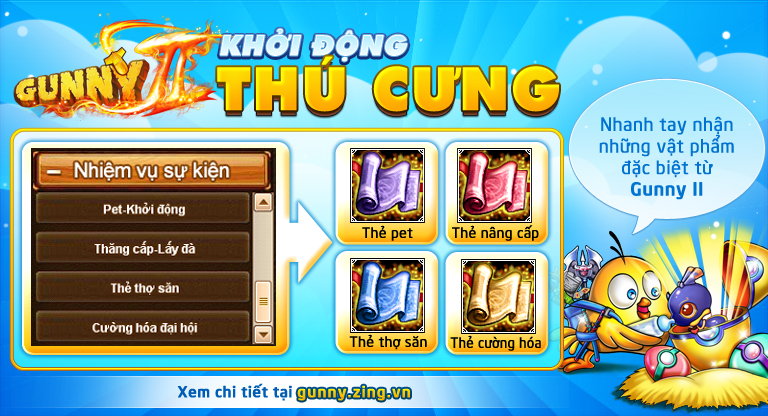 GUNNY II
KHỞI ĐỘNG
THÚ CƯNG
Nhiệm vụ sự kiện
Pet-Khởi động
Thăng cấp-Lấy đà
Thẻ thợ săn
Cường hóa đại hội
Thẻ pet
Thẻ nâng cấp
Thẻ thợ săn
Thẻ cường hóa
Nhanh tay nhận
những vật phẩm
đặc biệt từ
Gunny II
Xem chi tiết tại gunny.zing.vn